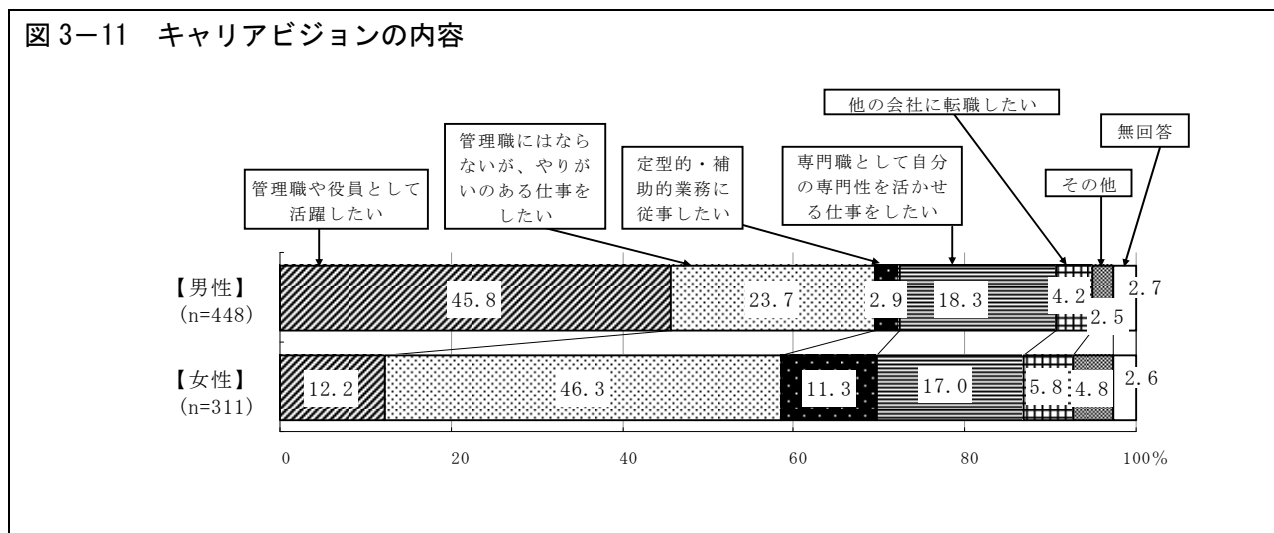 図 3－11　キャリアビジョンの内容
他の会社に転職したい
無回答
管理職にはなら
ないが、やりが
いのある仕事を
したい
定型的・補
助的業務に
従事したい
専門職として自分
の専門性を活かせ
る仕事をしたい
その他
管理職や役員として
活躍したい
【男性】
(n=448)
45.8
23.7
2.9
18.3
4.2
2.5
2.7
【女性】
(n=311)
12.2
46.3
11.3
17.0
5.8
4.8
2.6
0
20
40
60
80
100%